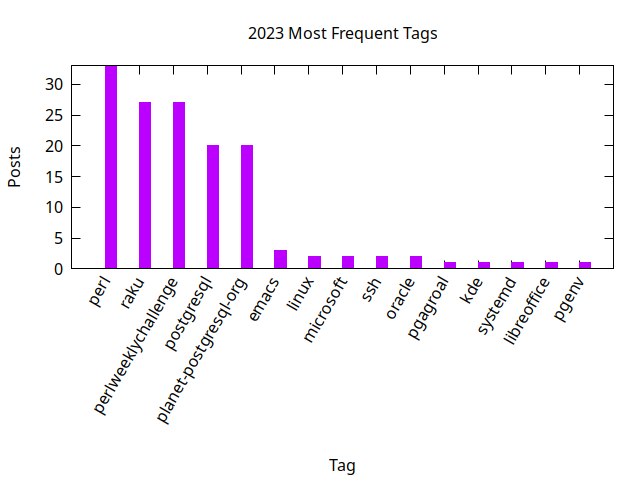 2023 Most Frequent Tags
Posts
30
25
20
15
10
5
0
perl
raku
perlweeklychallenge
postgresql
planet-postgresql-org
emacs
linux
microsoft
ssh
oracle
pgagroal
kde
systemd
libreoffice
pgenv
Tag